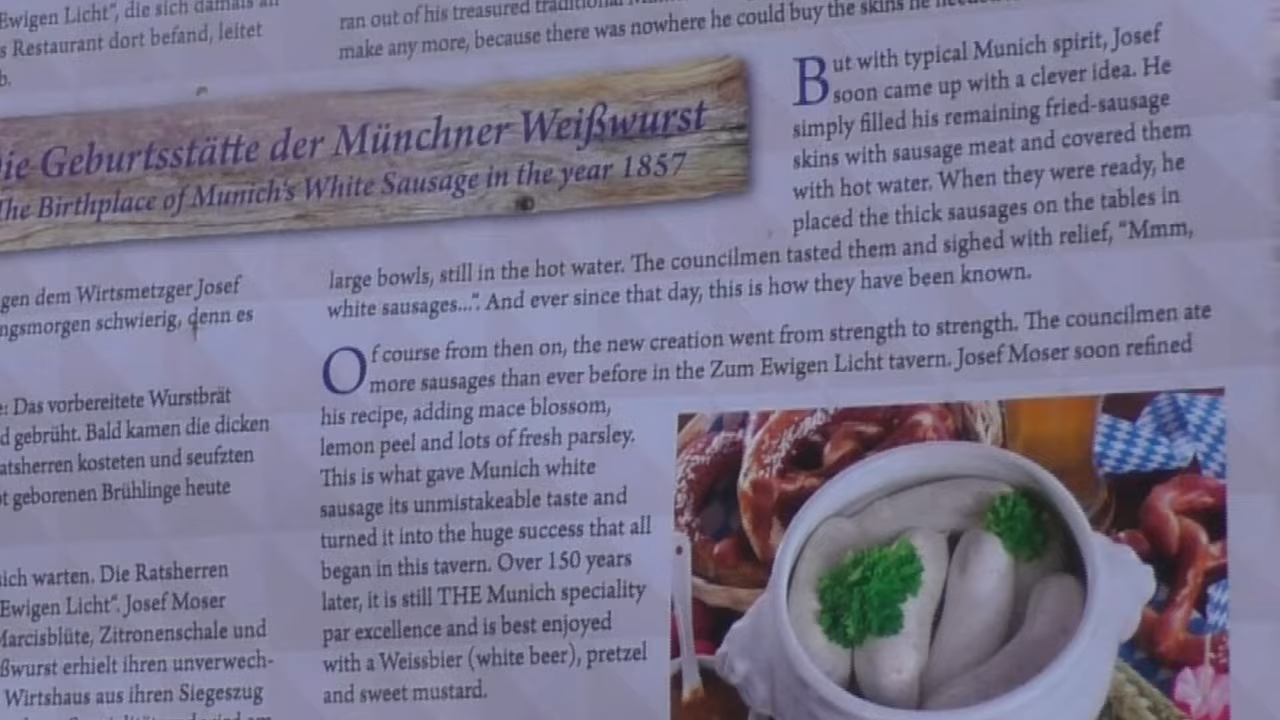 Ewigen Licht“, die sich damals an
s Restaurant dort befand, leitet
b.
ran out of his treasured traditional
make any more, because there was nowhere he could buy the skins he
Die Geburtsstätte der Münchner Weißwurst
The Birthplace of Munich's White Sausage in the year 1857
But with typical Munich spirit, Josef
soon came up with a clever idea. He
simply filled his remaining fried-sausage
skins with sausage meat and covered them
with hot water. When they were ready, he
placed the thick sausages on the tables in
large bowls, still in the hot water. The councilmen tasted them and sighed with relief, “Mmm,
white sausages...”. And ever since that day, this is how they have been known.
gen dem Wirtsmetzger Josef
ngsmorgen schwierig, denn es
e: Das vorbereitete Wurstbrät
d gebrüht. Bald kamen die dicken
atsherren kosteten und seufzten
t geborenen Brühlinge heute
ich warten. Die Ratsherren
Ewigen Licht“. Josef Moser
Marcisblüte, Zitronenschale und
ßwurst erhielt ihren unverwech-
Wirtshaus aus ihren Siegeszug
Of course from then on, the new creation went from strength to strength. The councilmen ate
more sausages than ever before in the Zum Ewigen Licht tavern. Josef Moser soon refined
his recipe, adding mace blossom,
lemon peel and lots of fresh parsley.
This is what gave Munich white
sausage its unmistakeable taste and
turned it into the huge success that all
began in this tavern. Over 150 years
later, it is still THE Munich speciality
par excellence and is best enjoyed
with a Weissbier (white beer), pretzel
and sweet mustard.